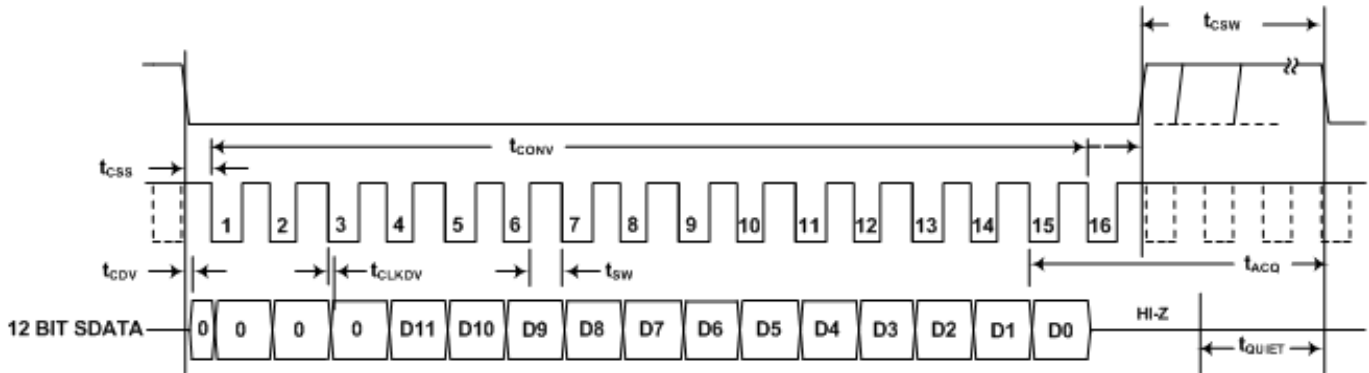 tCSW
tCONV
tCSS
1 2 3 4 5 6 7 8 9 10 11 12 13 14 15 16
tCDV tCLKDV tSW tACQ
12 BIT SDATA 0 0 0 0 D11 D10 D9 D8 D7 D6 D5 D4 D3 D2 D1 D0 HI-Z
tQUIET